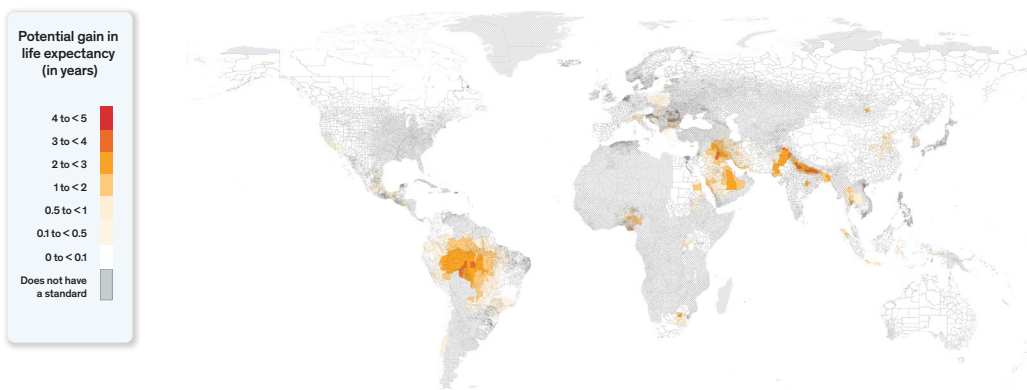 Potential gain in
life expectancy
(in years)
4 to < 5
3 to < 4
2 to < 3
1 to < 2
0.5 to < 1
0.1 to < 0.5
0 to < 0.1
Does not have
a standard